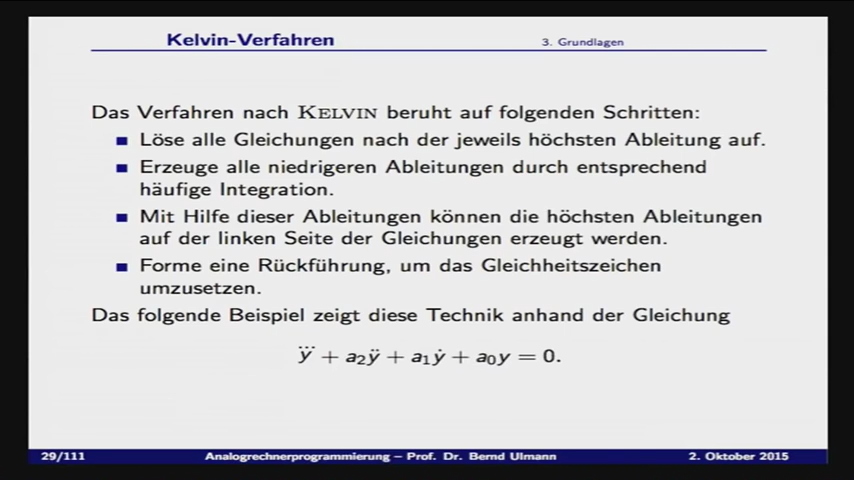 Kelvin-Verfahren 3. Grundlagen
Das Verfahren nach KELVIN beruht auf folgenden Schritten:
Löse alle Gleichungen nach der jeweils höchsten Ableitung auf.
Erzeuge alle niedrigeren Ableitungen durch entsprechend
häufige Integration.
Mit Hilfe dieser Ableitungen können die höchsten Ableitungen
auf der linken Seite der Gleichungen erzeugt werden.
Forme eine Rückführung, um das Gleichheitszeichen
umzusetzen.
Das folgende Beispiel zeigt diese Technik anhand der Gleichung
y⃛ + a₂ÿ + a₁ẏ + a₀y = 0.
29/111 Analogrechnerprogrammierung – Prof. Dr. Bernd Ulmann 2. Oktober 2015